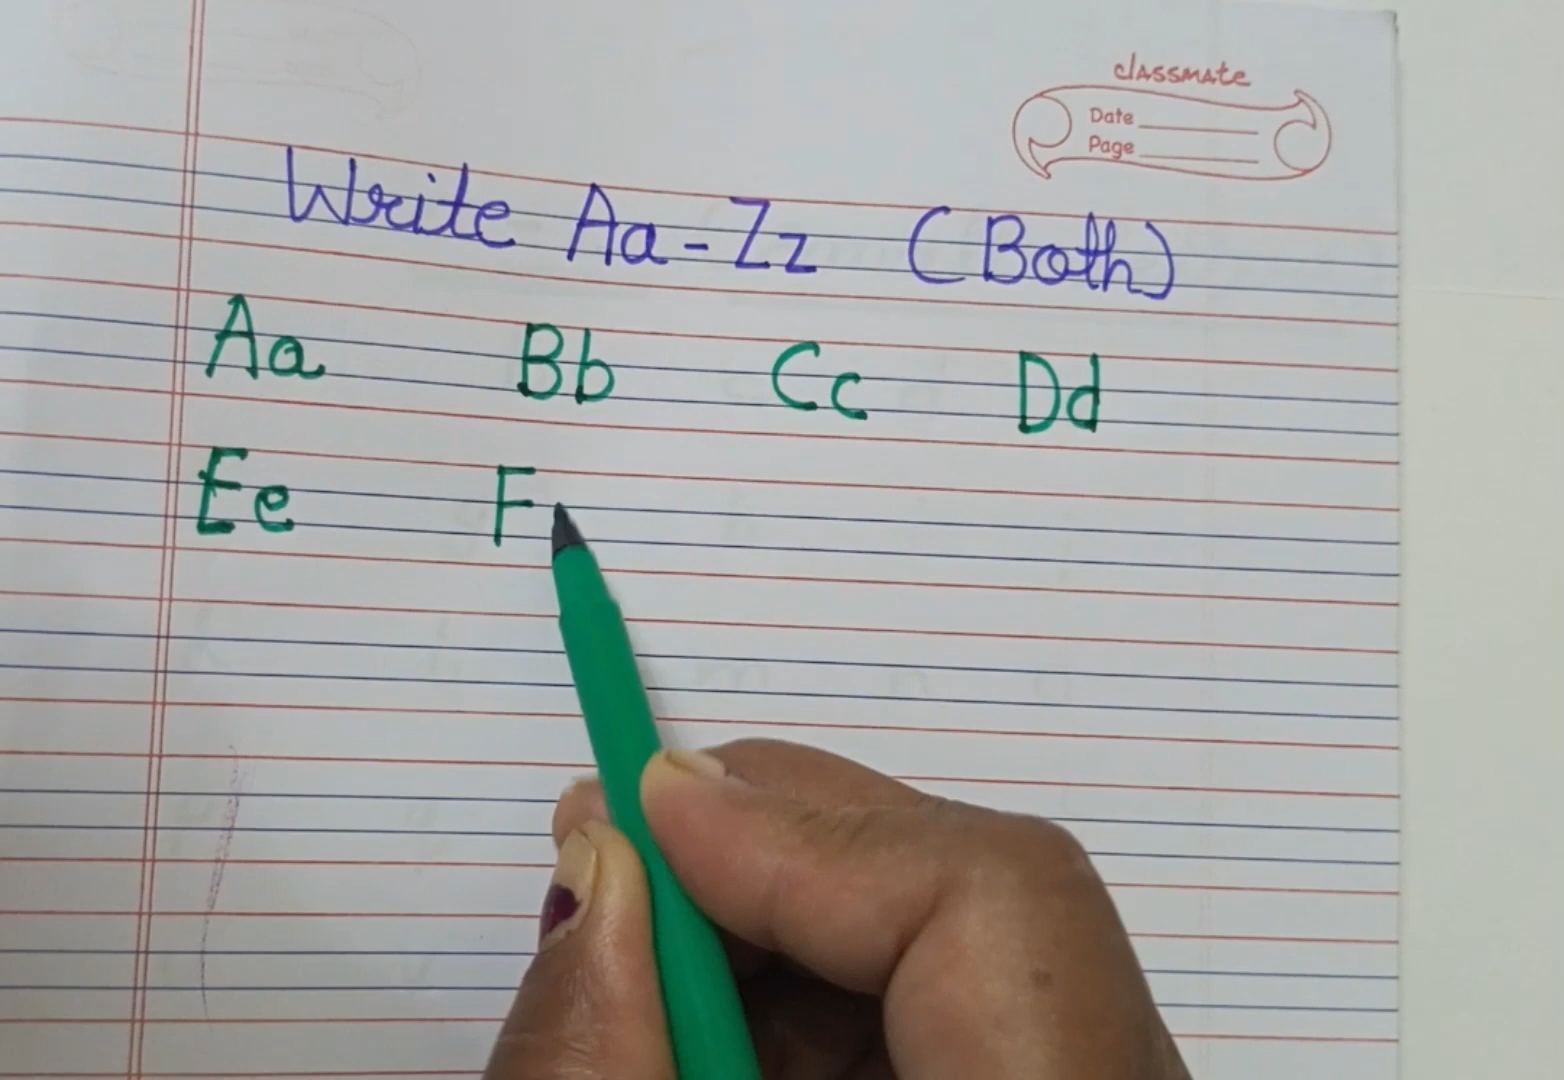 classmate
Date
Page
Write Aa-Zz (Both)
Aa Bb Cc Dd
Ee F